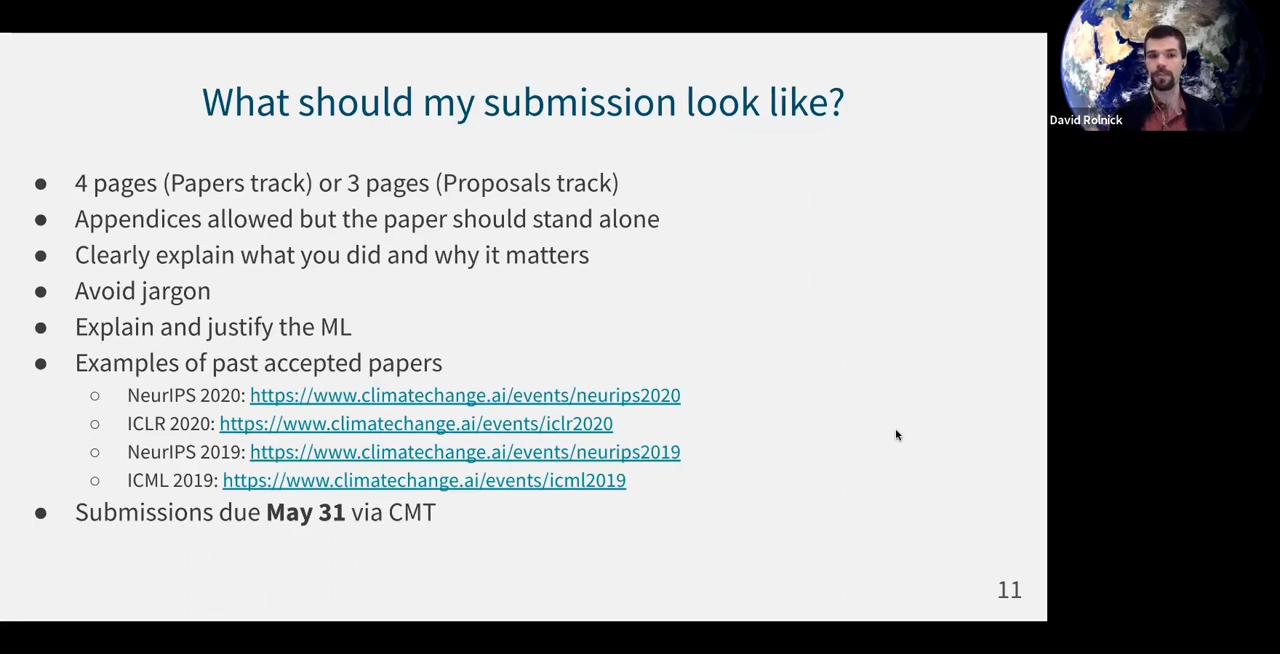 What should my submission look like?
● 4 pages (Papers track) or 3 pages (Proposals track)
● Appendices allowed but the paper should stand alone
● Clearly explain what you did and why it matters
● Avoid jargon
● Explain and justify the ML
● Examples of past accepted papers
○ NeurIPS 2020: https://www.climatechange.ai/events/neurips2020
○ ICLR 2020: https://www.climatechange.ai/events/iclr2020
○ NeurIPS 2019: https://www.climatechange.ai/events/neurips2019
○ ICML 2019: https://www.climatechange.ai/events/icml2019
● Submissions due May 31 via CMT
11
David Rolnick